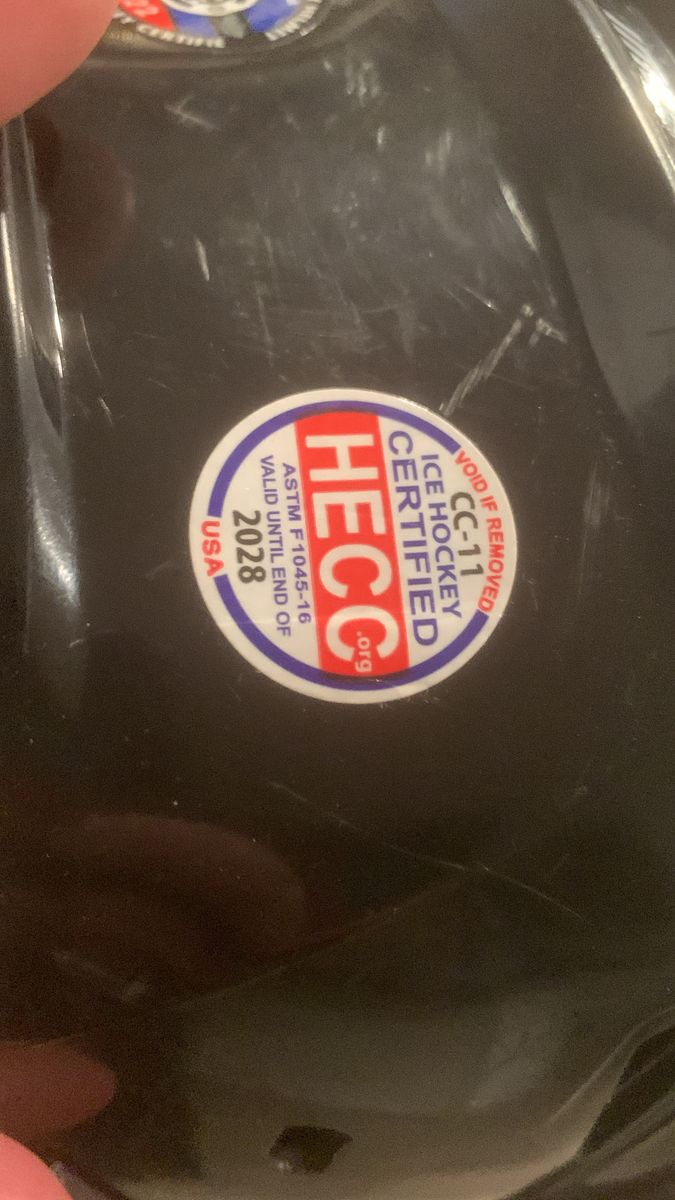 VOID IF REMOVED
CC-11
ICE HOCKEY
CERTIFIED
HECC
.org
ASTM F1045-16
VALID UNTIL END OF
2028
USA